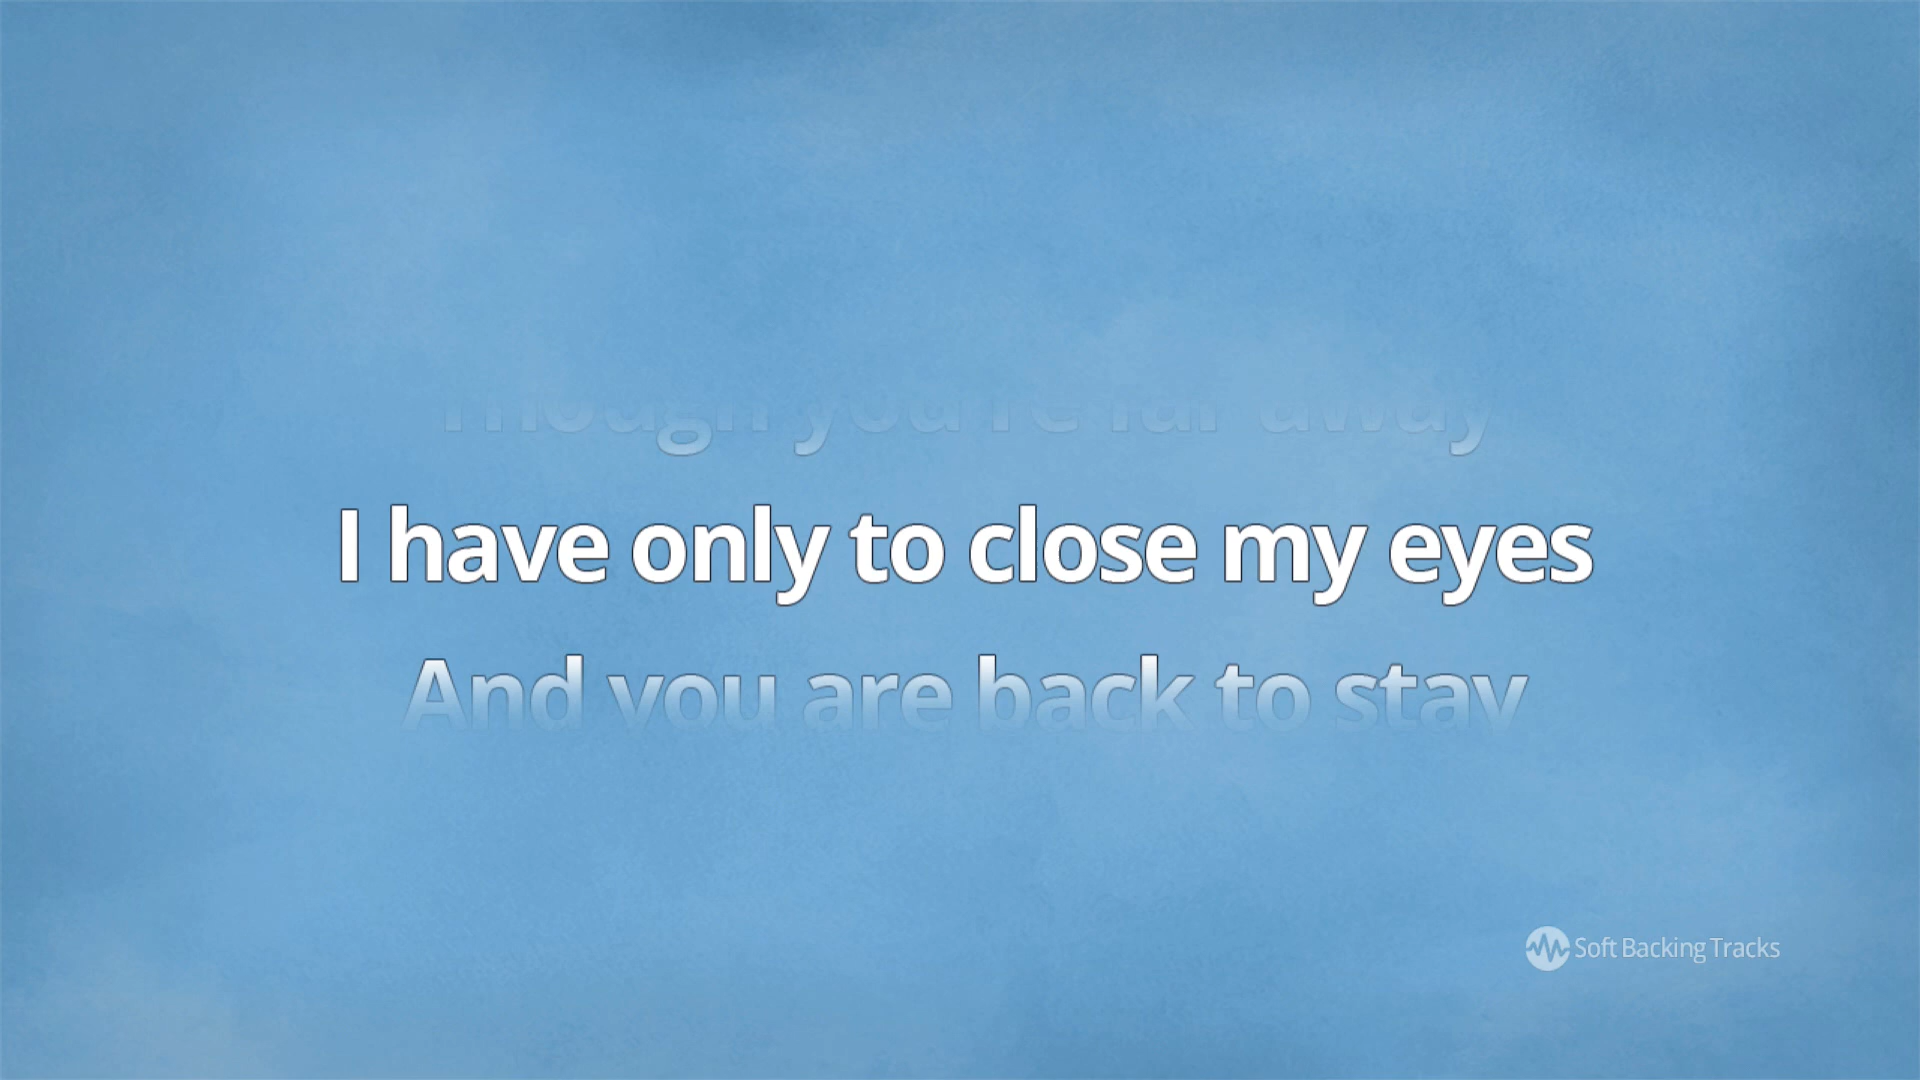 Though you're far away
I have only to close my eyes
And you are back to stay
Soft Backing Tracks